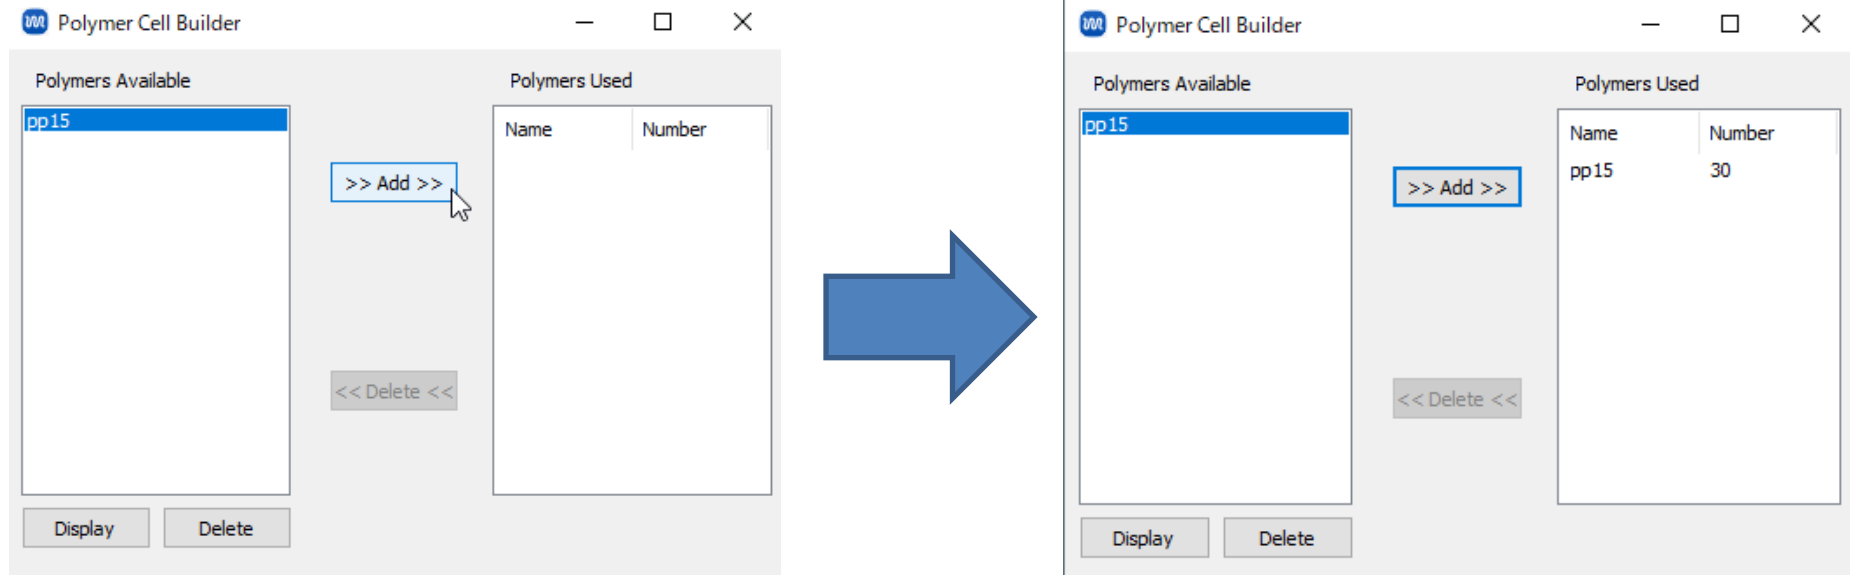 Polymer Cell Builder
Polymers Available
Polymers Used
pp15
Name Number
>> Add >>
<< Delete <<
Display Delete
Polymer Cell Builder
Polymers Available
Polymers Used
pp15
Name Number
pp15 30
>> Add >>
<< Delete <<
Display Delete